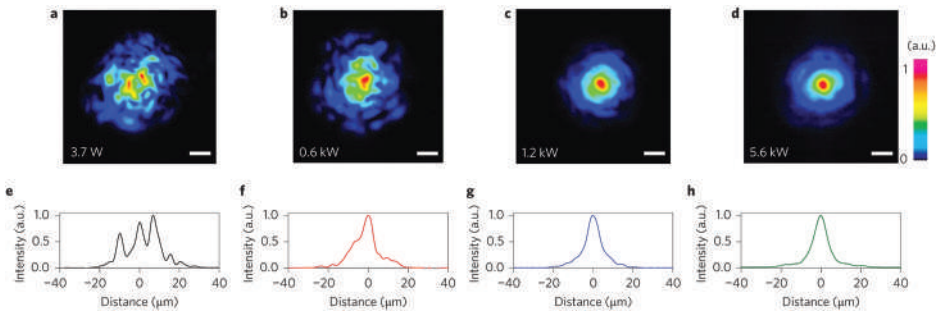 a
b
c
d
3.7 W
0.6 kW
1.2 kW
5.6 kW
(a.u.)
1
0
e
f
g
h
Intensity (a.u.)
1.0
0.5
0.0
−40 −20 0 20 40
Distance (μm)
Intensity (a.u.)
1.0
0.5
0.0
−40 −20 0 20 40
Distance (μm)
Intensity (a.u.)
1.0
0.5
0.0
−40 −20 0 20 40
Distance (μm)
Intensity (a.u.)
1.0
0.5
0.0
−40 −20 0 20 40
Distance (μm)